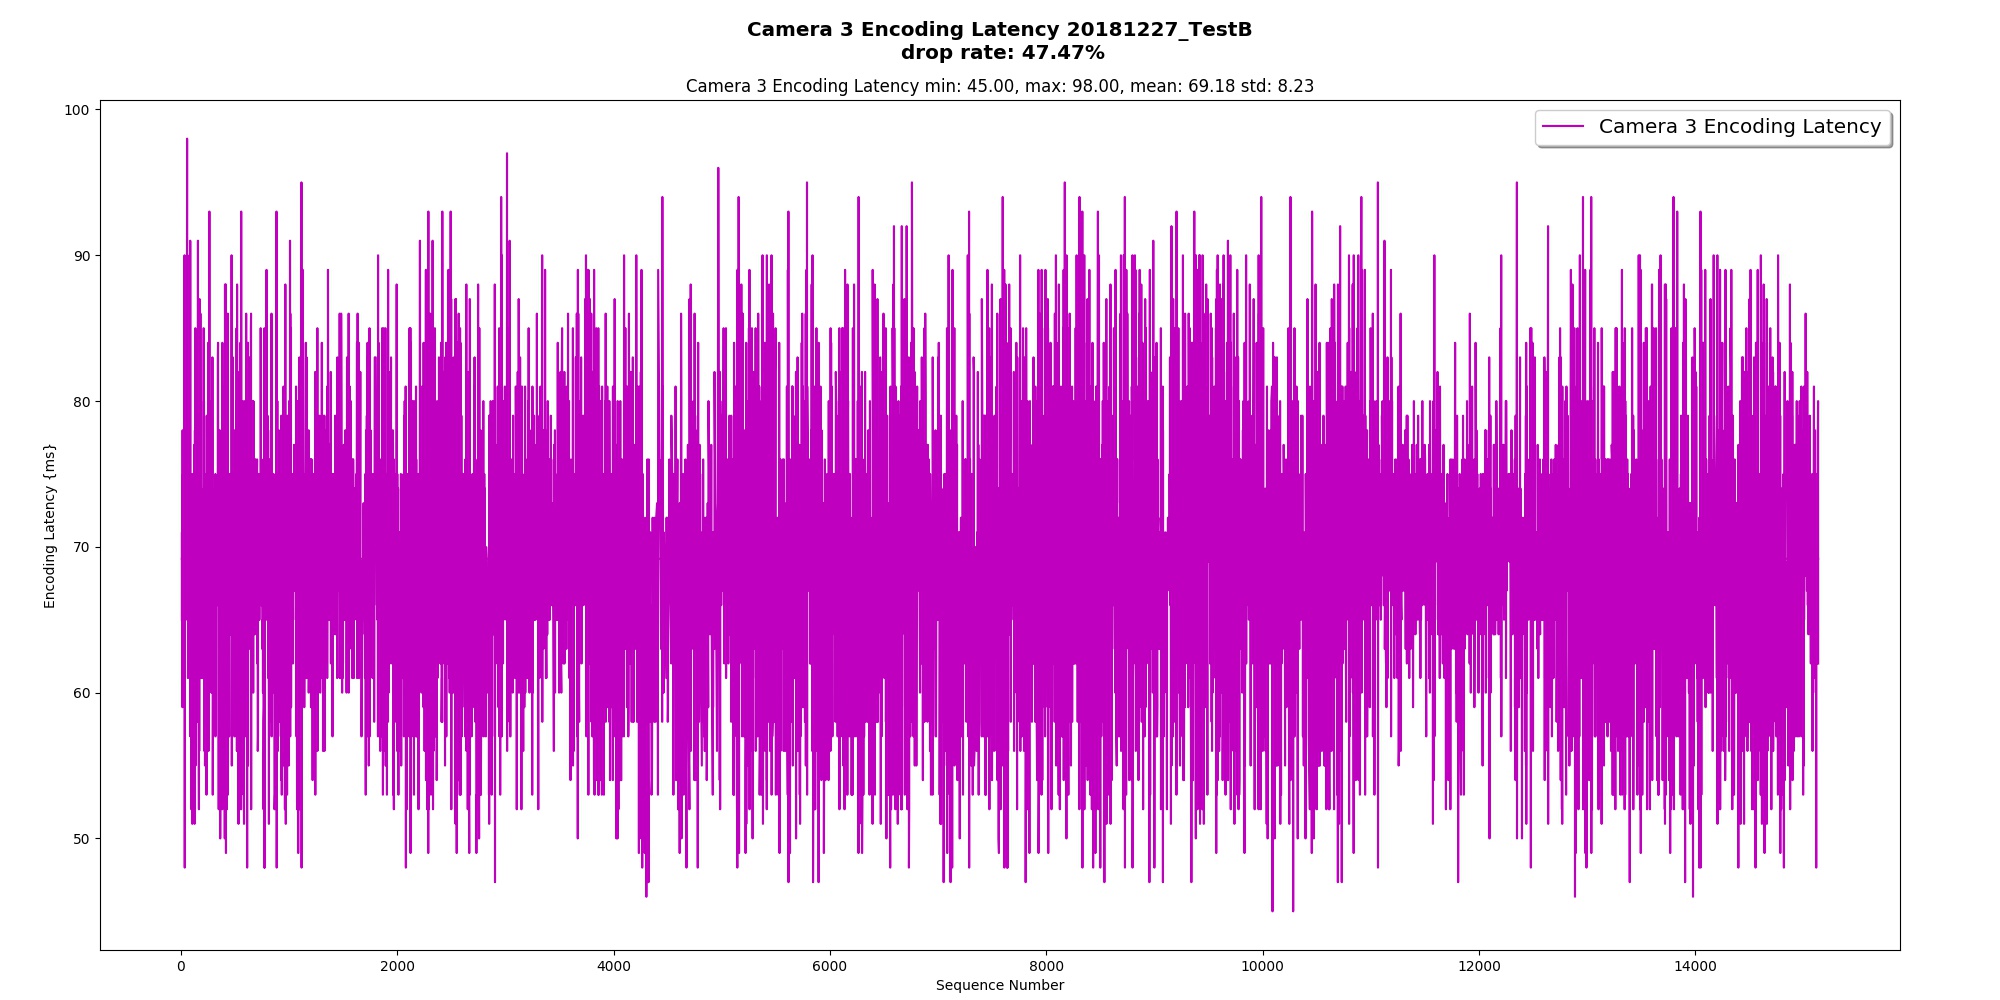 Camera 3 Encoding Latency 20181227_TestB
drop rate: 47.47%
Camera 3 Encoding Latency min: 45.00, max: 98.00, mean: 69.18 std: 8.23
Camera 3 Encoding Latency
100
90
80
70
60
50
Encoding Latency {ms}
0 2000 4000 6000 8000 10000 12000 14000
Sequence Number